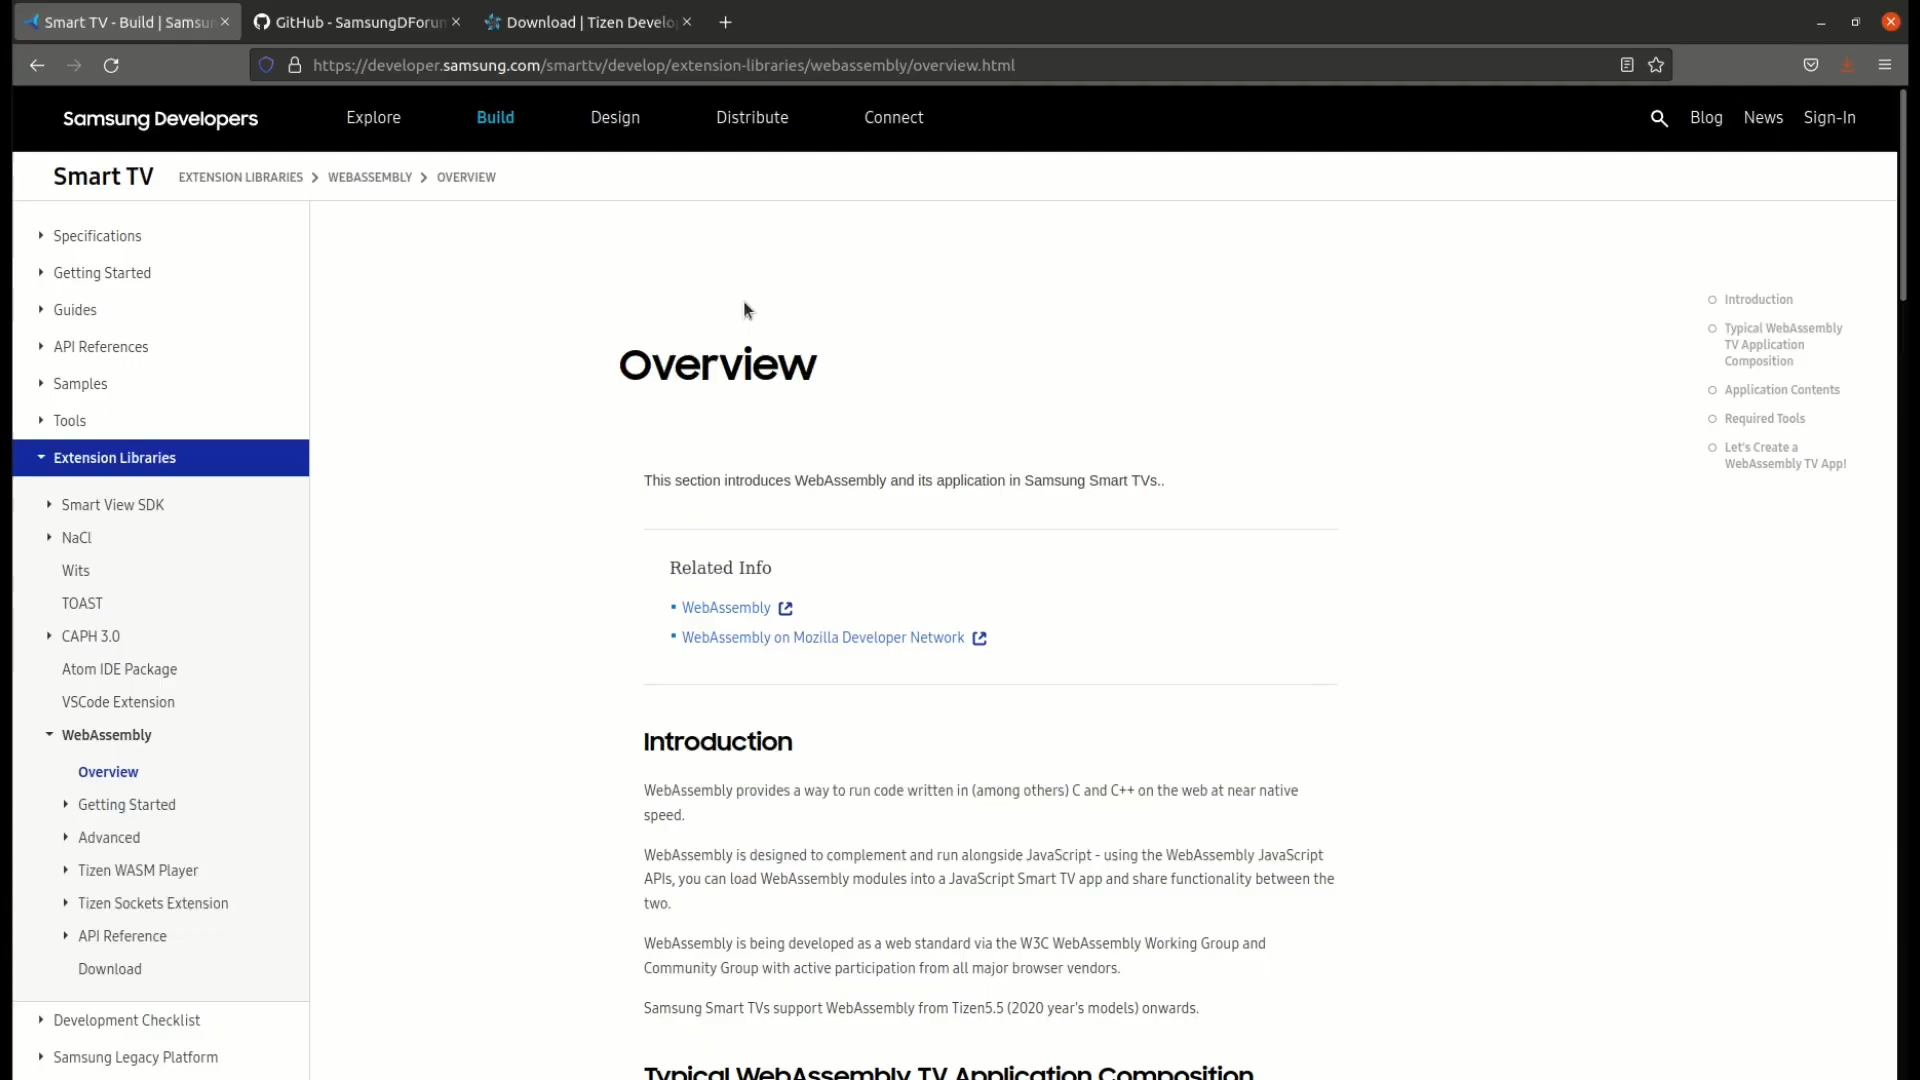 Smart TV - Build | Samsu
GitHub - SamsungDForum
Download | Tizen Develo
https://developer.samsung.com/smarttv/develop/extension-libraries/webassembly/overview.html
Samsung Developers
Explore
Build
Design
Distribute
Connect
Blog
News
Sign-In
Smart TV
EXTENSION LIBRARIES
WEBASSEMBLY
OVERVIEW
Specifications
Getting Started
Guides
API References
Samples
Tools
Extension Libraries
Smart View SDK
NaCl
Wits
TOAST
CAPH 3.0
Atom IDE Package
VSCode Extension
WebAssembly
Overview
Getting Started
Advanced
Tizen WASM Player
Tizen Sockets Extension
API Reference
Download
Development Checklist
Samsung Legacy Platform
Overview
This section introduces WebAssembly and its application in Samsung Smart TVs..
Related Info
WebAssembly
WebAssembly on Mozilla Developer Network
Introduction
WebAssembly provides a way to run code written in (among others) C and C++ on the web at near native
speed.
WebAssembly is designed to complement and run alongside JavaScript - using the WebAssembly JavaScript
APIs, you can load WebAssembly modules into a JavaScript Smart TV app and share functionality between the
two.
WebAssembly is being developed as a web standard via the W3C WebAssembly Working Group and
Community Group with active participation from all major browser vendors.
Samsung Smart TVs support WebAssembly from Tizen5.5 (2020 year's models) onwards.
Typical WebAssembly TV Application Composition
Introduction
Typical WebAssembly
TV Application
Composition
Application Contents
Required Tools
Let's Create a
WebAssembly TV App!